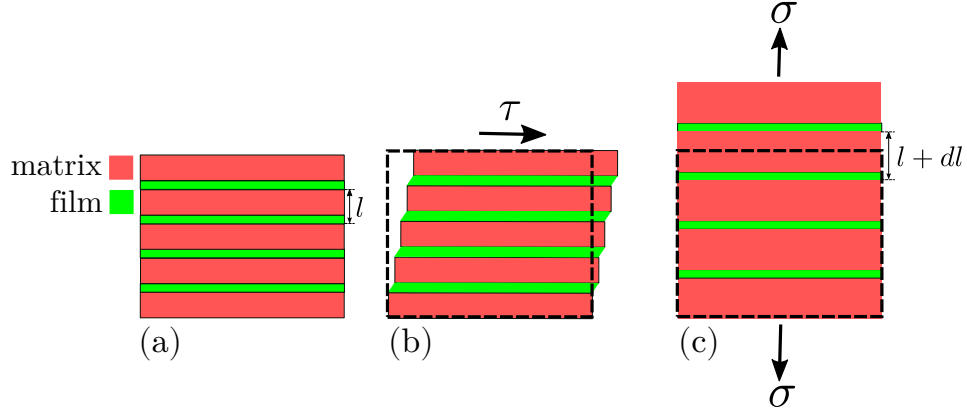 σ
τ
matrix
film
l
l + dl
(a)
(b)
(c)
σ